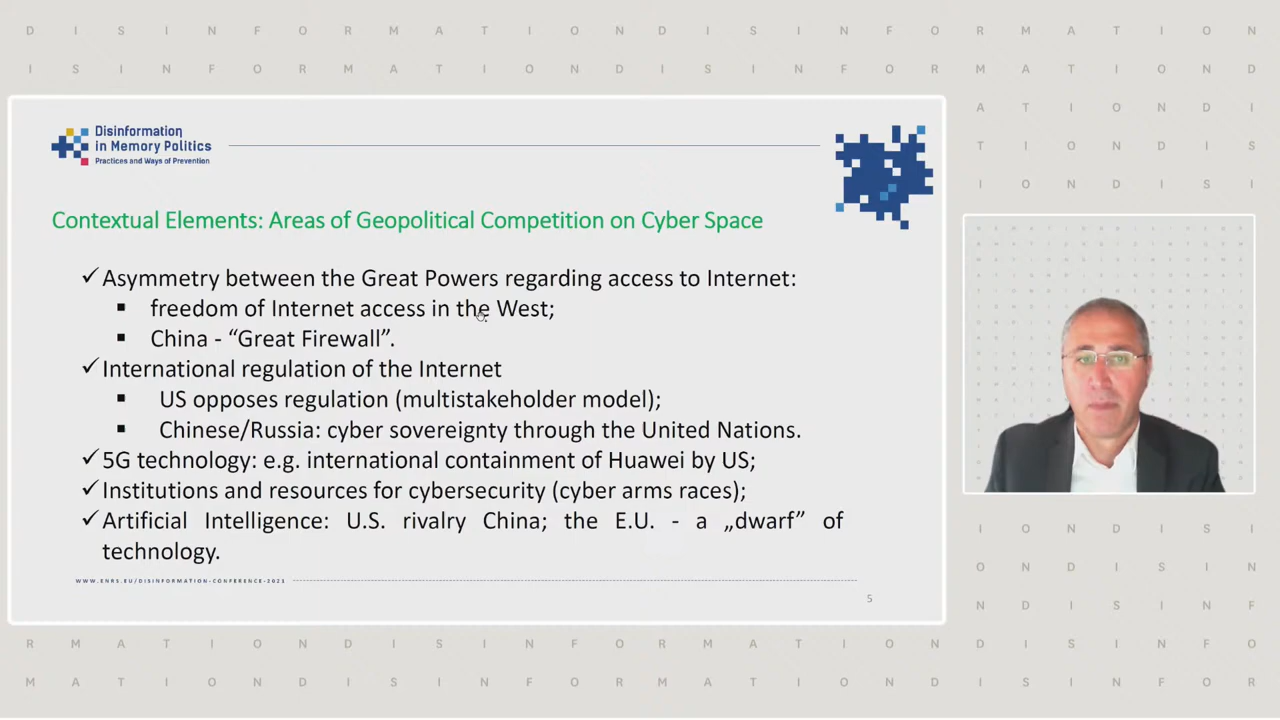 D I S I N F O R M A T I O N D I S I N F O R M A T I O N
I S I N F O R M A T I O N D I S I N F O R M A T I O N D
A T I O N D I
T I O N D I S
I O N D I S I
Disinformation
in Memory Politics
Practices and Ways of Prevention
Contextual Elements: Areas of Geopolitical Competition on Cyber Space
✓Asymmetry between the Great Powers regarding access to Internet:
▪ freedom of Internet access in the West;
▪ China - “Great Firewall”.
✓International regulation of the Internet
▪ US opposes regulation (multistakeholder model);
▪ Chinese/Russia: cyber sovereignty through the United Nations.
✓5G technology: e.g. international containment of Huawei by US;
✓Institutions and resources for cybersecurity (cyber arms races);
✓Artificial Intelligence: U.S. rivalry China; the E.U. - a „dwarf” of
technology.
WWW.ENRS.EU/DISINFORMATION-CONFERENCE-2021
5
I O N D I S I
O N D I S I N
N D I S I N F
R M A T I O N D I S I N F O R M A T I O N D I S I N F O
M A T I O N D I S I N F O R M A T I O N D I S I N F O R